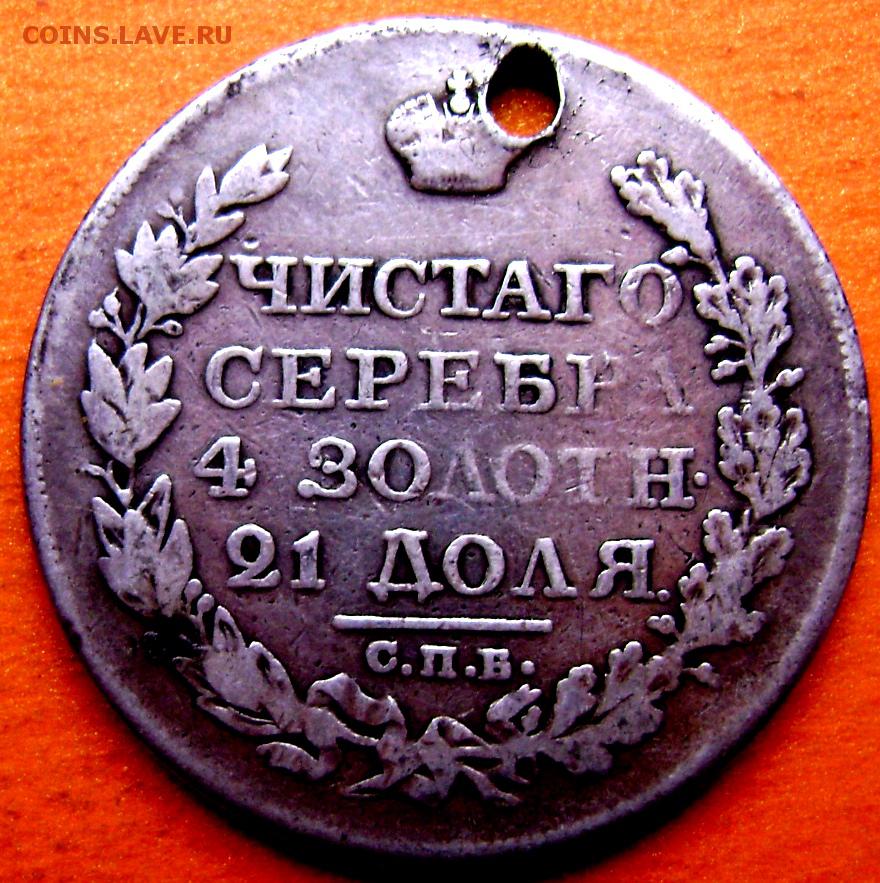 COINS.LAVE.RU
ЧИСТАГО
СЕРЕБРА
4 ЗОЛОТН.
21 ДОЛЯ.
С.П.Б.